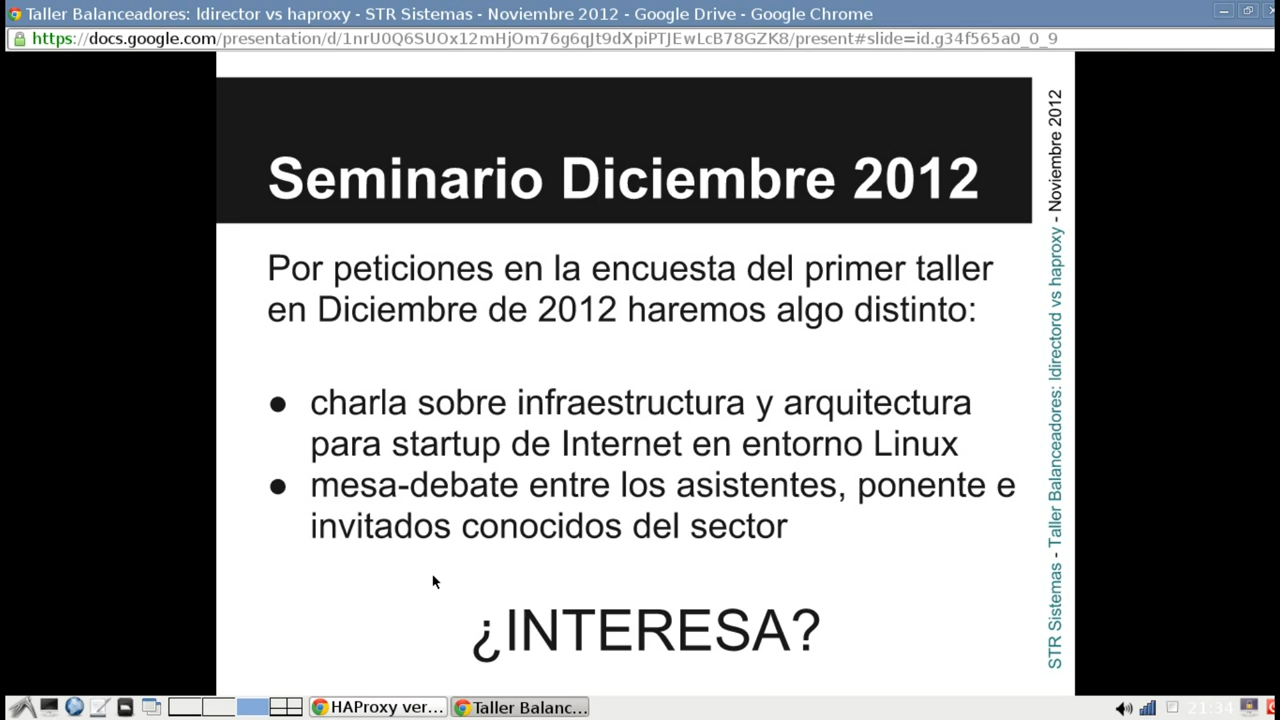 Taller Balanceadores: ldirector vs haproxy - STR Sistemas - Noviembre 2012 - Google Drive - Google Chrome
https://docs.google.com/presentation/d/1nrU0Q6SUOx12mHjOm76g6qJt9dXpiPTJEwLcB78GZK8/present#slide=id.g34f565a0_0_9
Seminario Diciembre 2012
Por peticiones en la encuesta del primer taller
en Diciembre de 2012 haremos algo distinto:
● charla sobre infraestructura y arquitectura
para startup de Internet en entorno Linux
● mesa-debate entre los asistentes, ponente e
invitados conocidos del sector
¿INTERESA?
STR Sistemas - Taller Balanceadores: ldirectord vs haproxy - Noviembre 2012
HAProxy ver...
Taller Balanc...
21:34